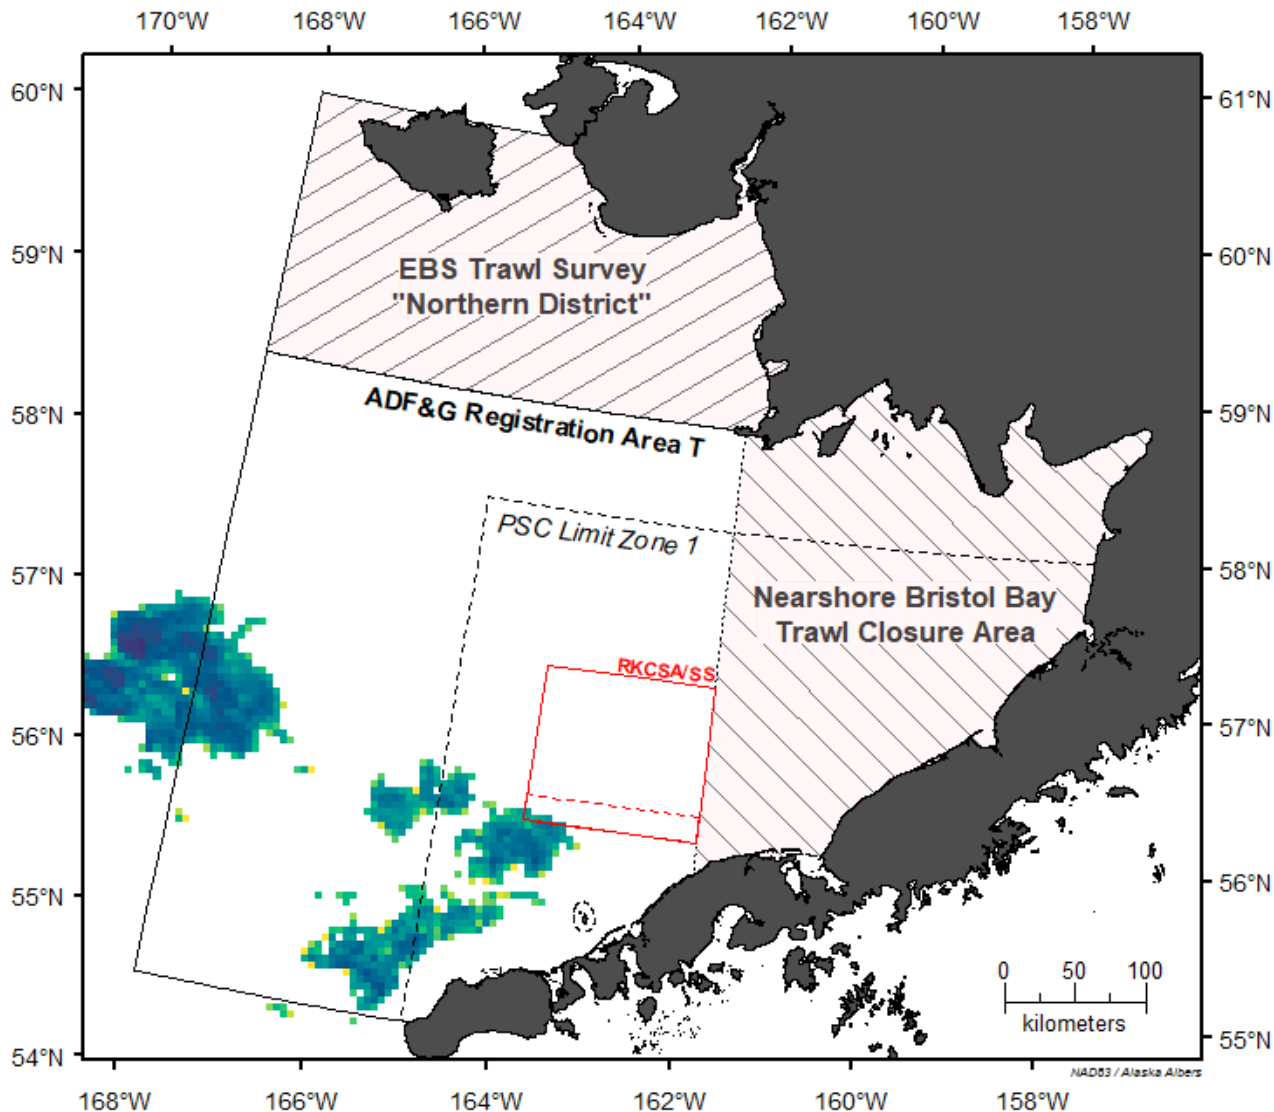 170°W 168°W 166°W 164°W 162°W 160°W 158°W
60°N
61°N
59°N
60°N
EBS Trawl Survey
"Northern District"
58°N
59°N
ADF&G Registration Area T
PSC Limit Zone 1
57°N
58°N
Nearshore Bristol Bay
Trawl Closure Area
RKCSA/SS
56°N
57°N
55°N
56°N
0 50 100
kilometers
54°N
55°N
NAD83 / Alaska Albers
168°W 166°W 164°W 162°W 160°W 158°W